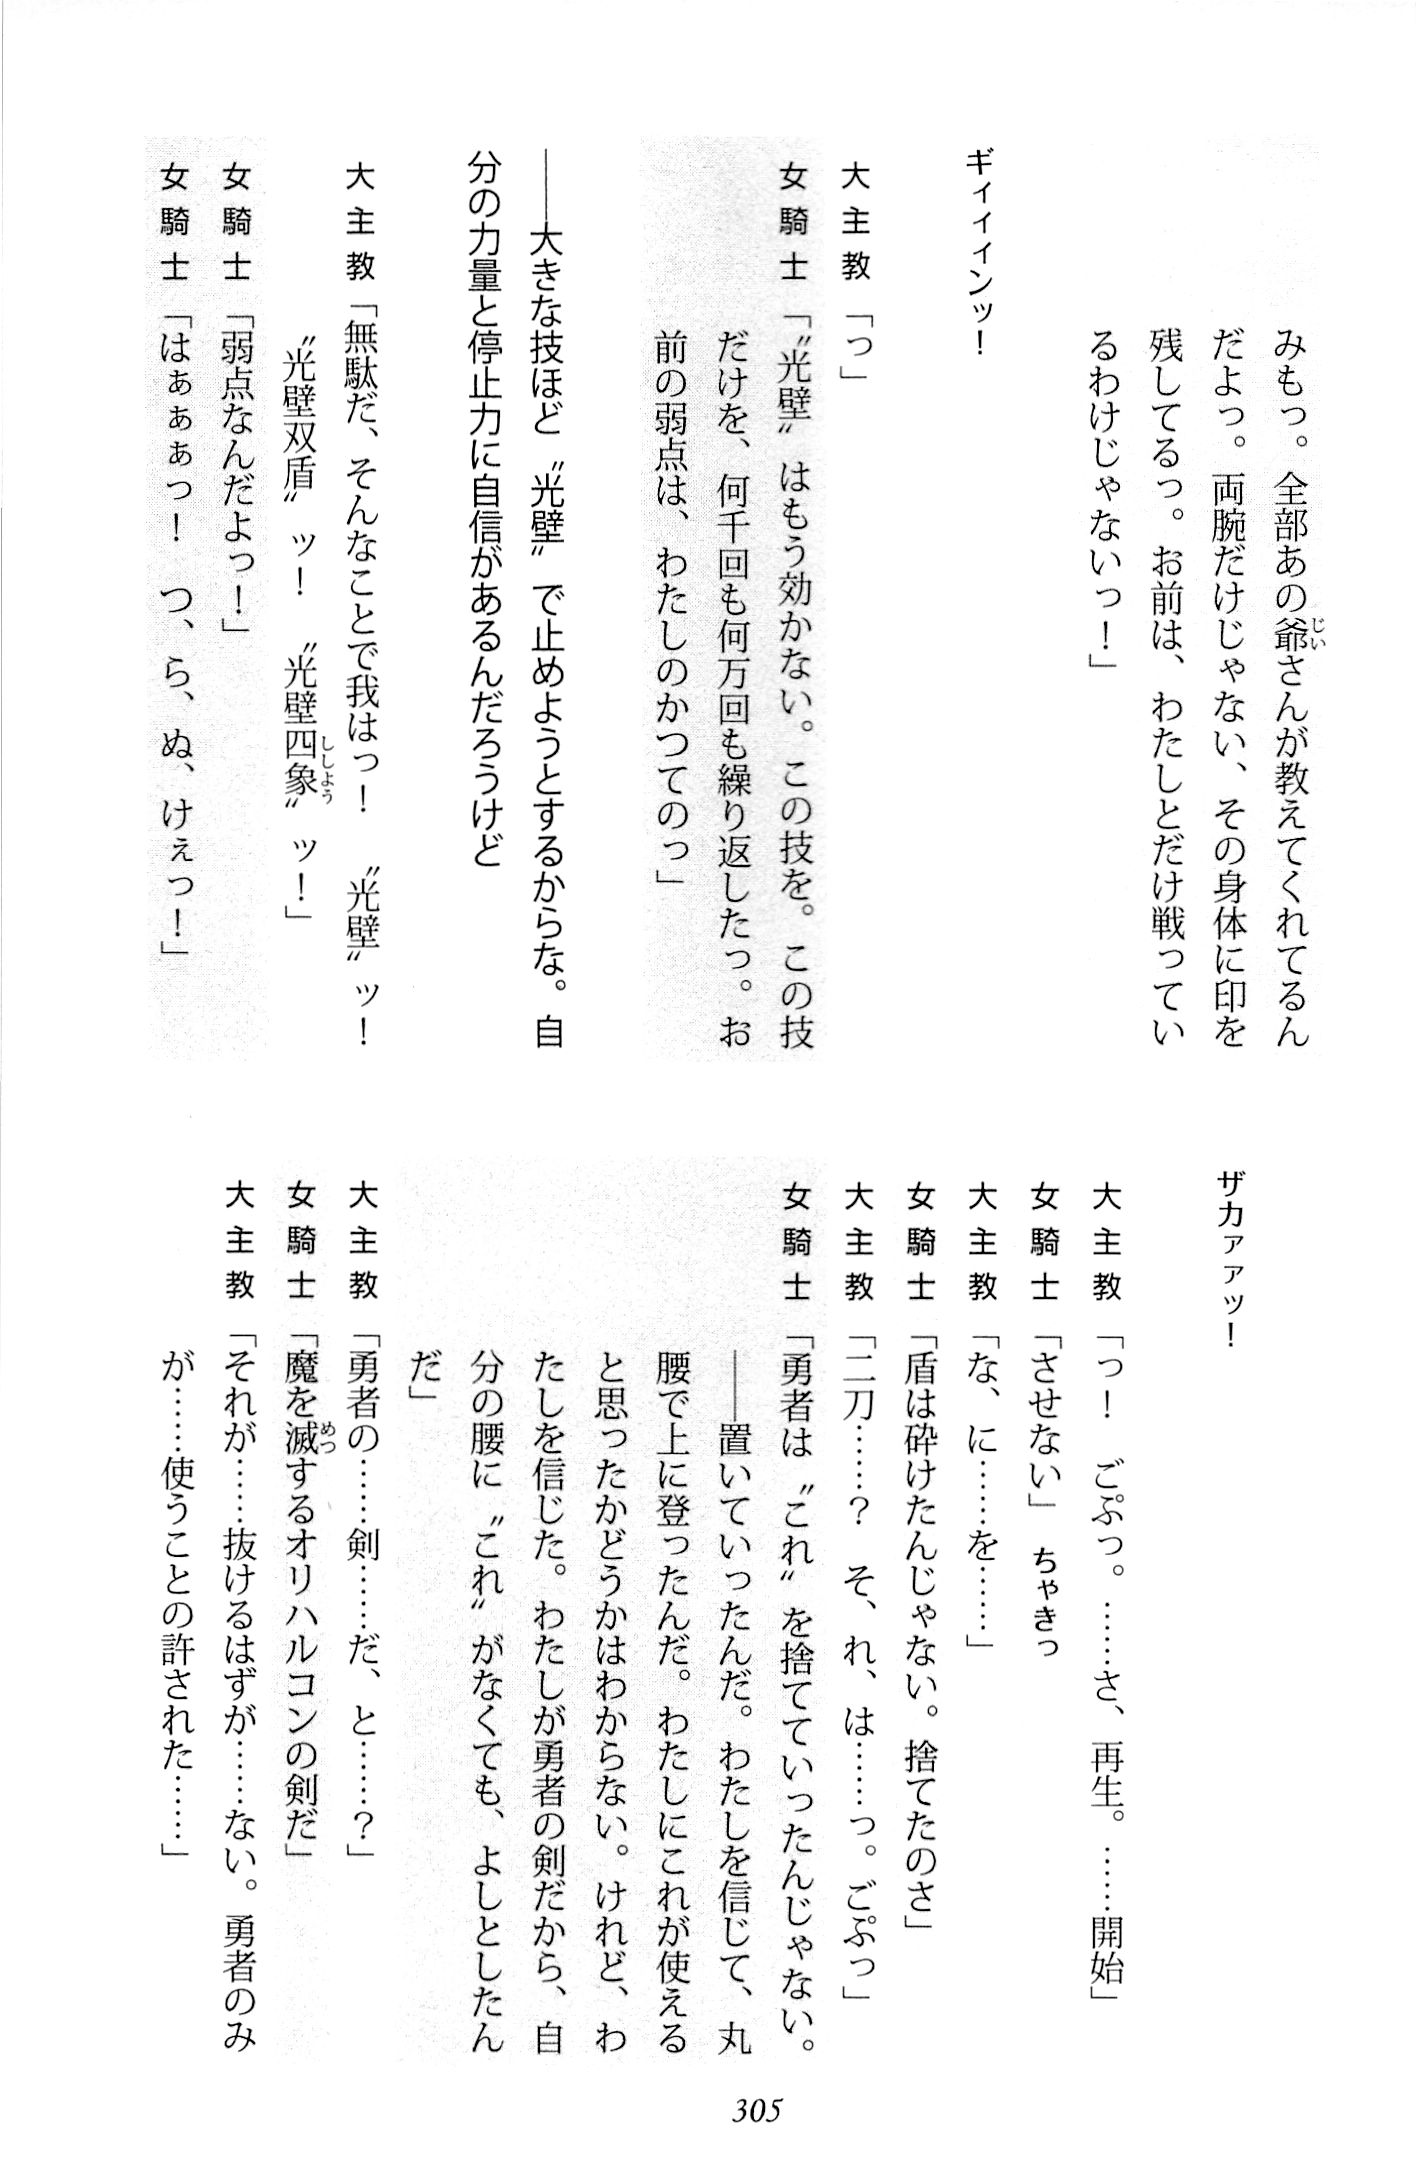 みもっ。全部あの爺さんが教えてくれてるん
だよっ。両腕だけじゃない、その身体に印を
残してるっ。お前は、わたしとだけ戦ってい
るわけじゃないっ！」
ギィィィンッ！
大主教「っ」
女騎士「〝光壁〟はもう効かない。この技を。この技
だけを、何千回も何万回も繰り返したっ。お
前の弱点は、わたしのかつてのっ」
――大きな技ほど〝光壁〟で止めようとするからな。自
分の力量と停止力に自信があるんだろうけど
大主教「無駄だ、そんなことで我はっ！　〝光壁〟ッ！
〝光壁双盾〟ッ！　〝光壁四象〟ッ！」
女騎士「弱点なんだよっ！」
女騎士「はぁぁぁっ！　つ、ら、ぬ、けぇっ！」
ザカァァッ！
大主教「っ！　ごぷっ。……さ、再生。……開始」
女騎士「させない」　ちゃきっ
大主教「な、に……を……」
女騎士「盾は砕けたんじゃない。捨てたのさ」
大主教「二刀……？　そ、れ、は……っ。ごぷっ」
女騎士「勇者は〝これ〟を捨てていったんじゃない。
――置いていったんだ。わたしを信じて、丸
腰で上に登ったんだ。わたしにこれが使える
と思ったかどうかはわからない。けれど、わ
たしを信じた。わたしが勇者の剣だから、自
分の腰に〝これ〟がなくても、よしとしたん
だ」
大主教「勇者の……剣……だ、と……？」
女騎士「魔を滅するオリハルコンの剣だ」
大主教「それが……抜けるはずが……ない。勇者のみ
が……使うことの許された……」
305